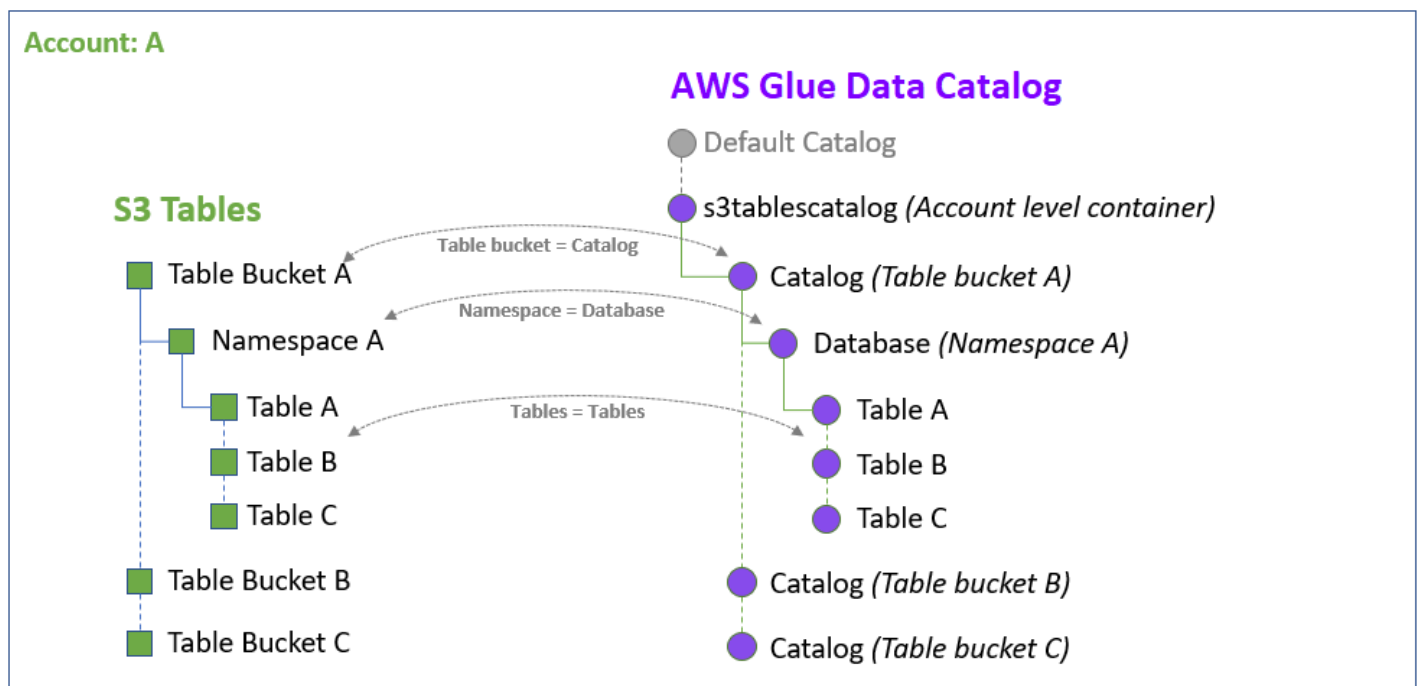 Account: A
AWS Glue Data Catalog
Default Catalog
S3 Tables
s3tablescatalog (Account level container)
Table bucket = Catalog
Table Bucket A
Catalog (Table bucket A)
Namespace = Database
Namespace A
Database (Namespace A)
Tables = Tables
Table A
Table A
Table B
Table B
Table C
Table C
Table Bucket B
Catalog (Table bucket B)
Table Bucket C
Catalog (Table bucket C)